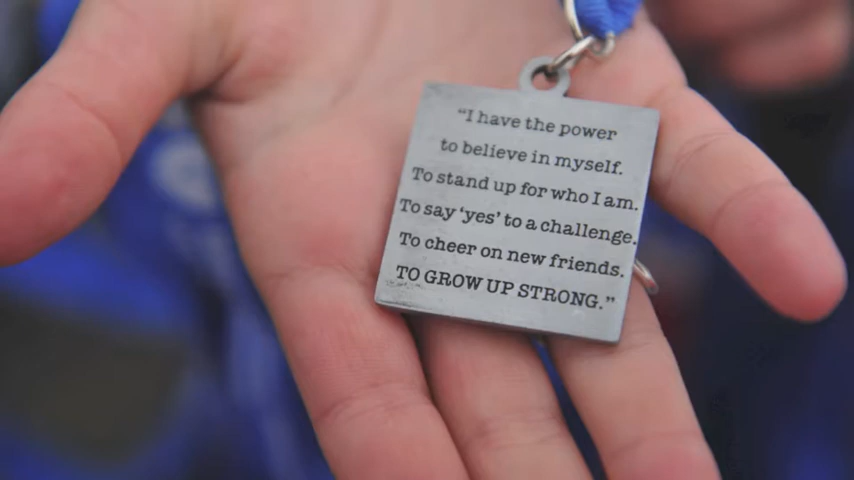 “I have the power
to believe in myself.
To stand up for who I am.
To say ‘yes’ to a challenge.
To cheer on new friends.
TO GROW UP STRONG.”